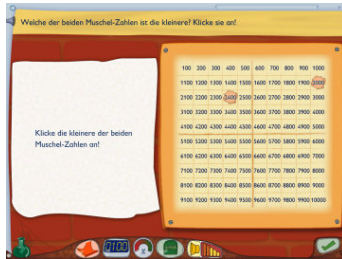 Welche der beiden Muschel-Zahlen ist die kleinere? Klicke sie an!
Klicke die kleinere der beiden
Muschel-Zahlen an!
100 200 300 400 500 600 700 800 900 1000
1100 1200 1300 1400 1500 1600 1700 1800 1900 2000
2100 2200 2300 2400 2500 2600 2700 2800 2900 3000
3100 3200 3300 3400 3500 3600 3700 3800 3900 4000
4100 4200 4300 4400 4500 4600 4700 4800 4900 5000
5100 5200 5300 5400 5500 5600 5700 5800 5900 6000
6100 6200 6300 6400 6500 6600 6700 6800 6900 7000
7100 7200 7300 7400 7500 7600 7700 7800 7900 8000
8100 8200 8300 8400 8500 8600 8700 8800 8900 9000
9100 9200 9300 9400 9500 9600 9700 9800 9900 10000